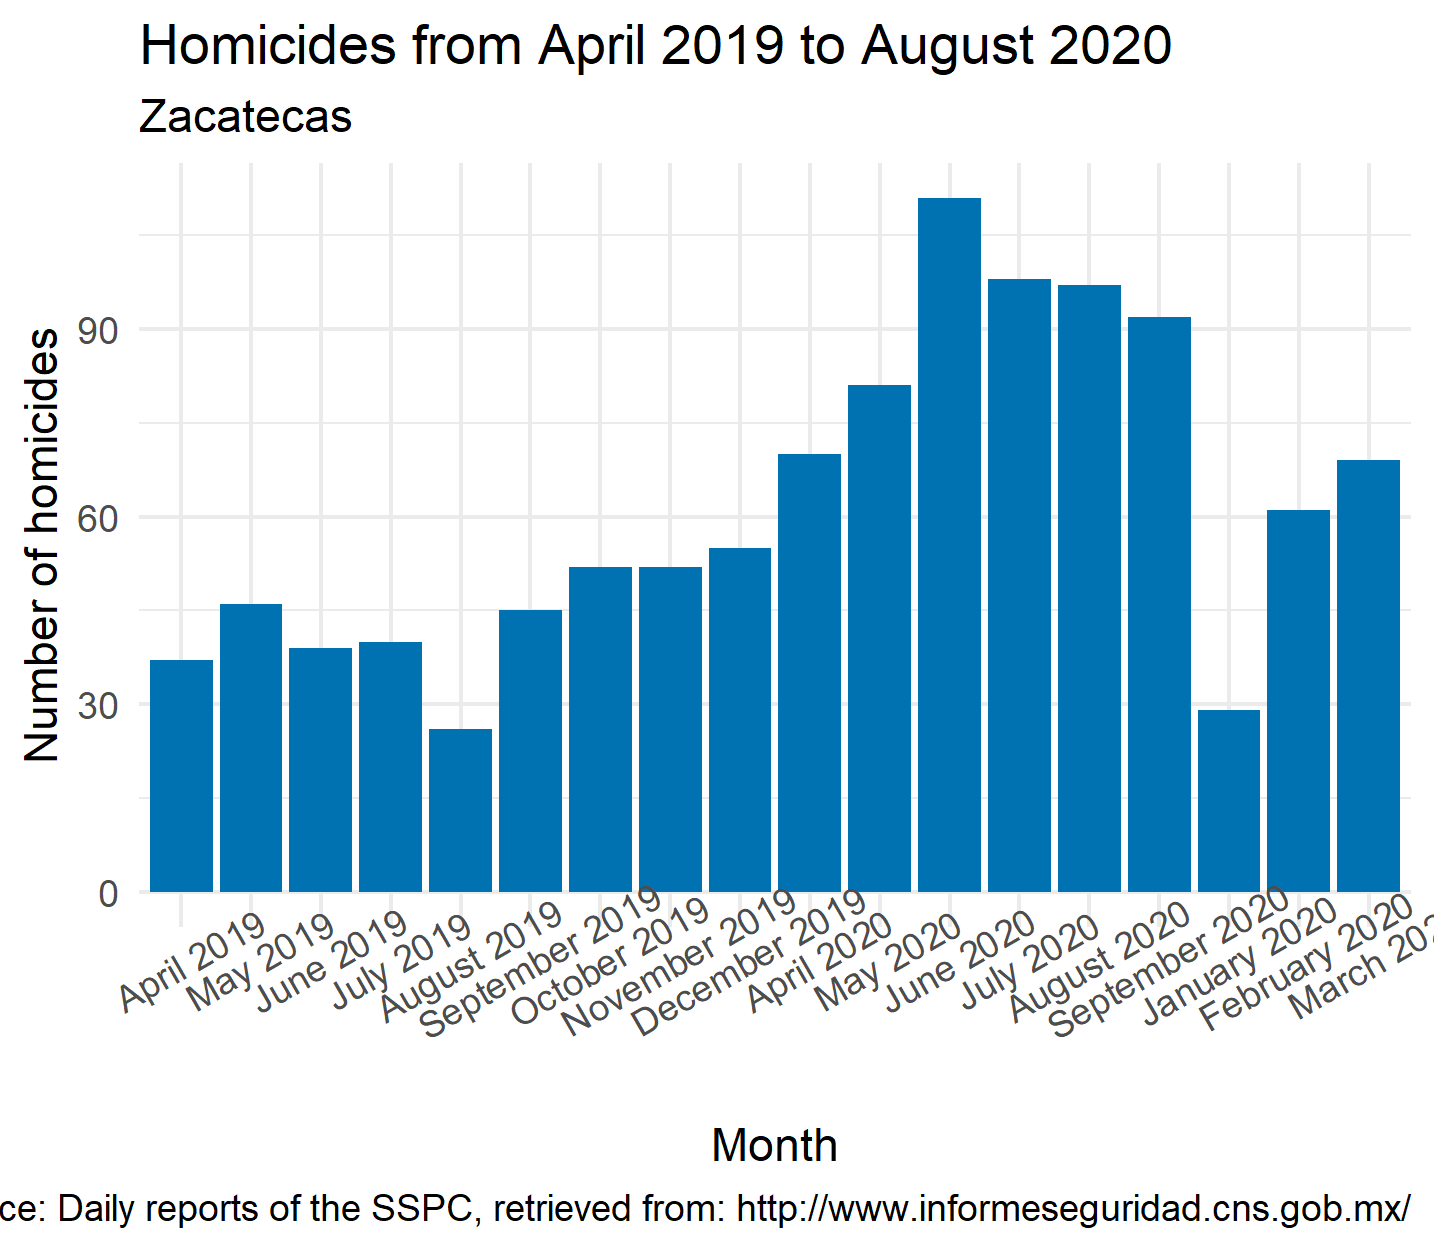 Homicides from April 2019 to August 2020
Zacatecas
Number of homicides
90
60
30
0
April 2019
May 2019
June 2019
July 2019
August 2019
September 2019
October 2019
November 2019
December 2019
April 2020
May 2020
June 2020
July 2020
August 2020
September 2020
January 2020
February 2020
March 202
Month
ce: Daily reports of the SSPC, retrieved from: http://www.informeseguridad.cns.gob.mx/